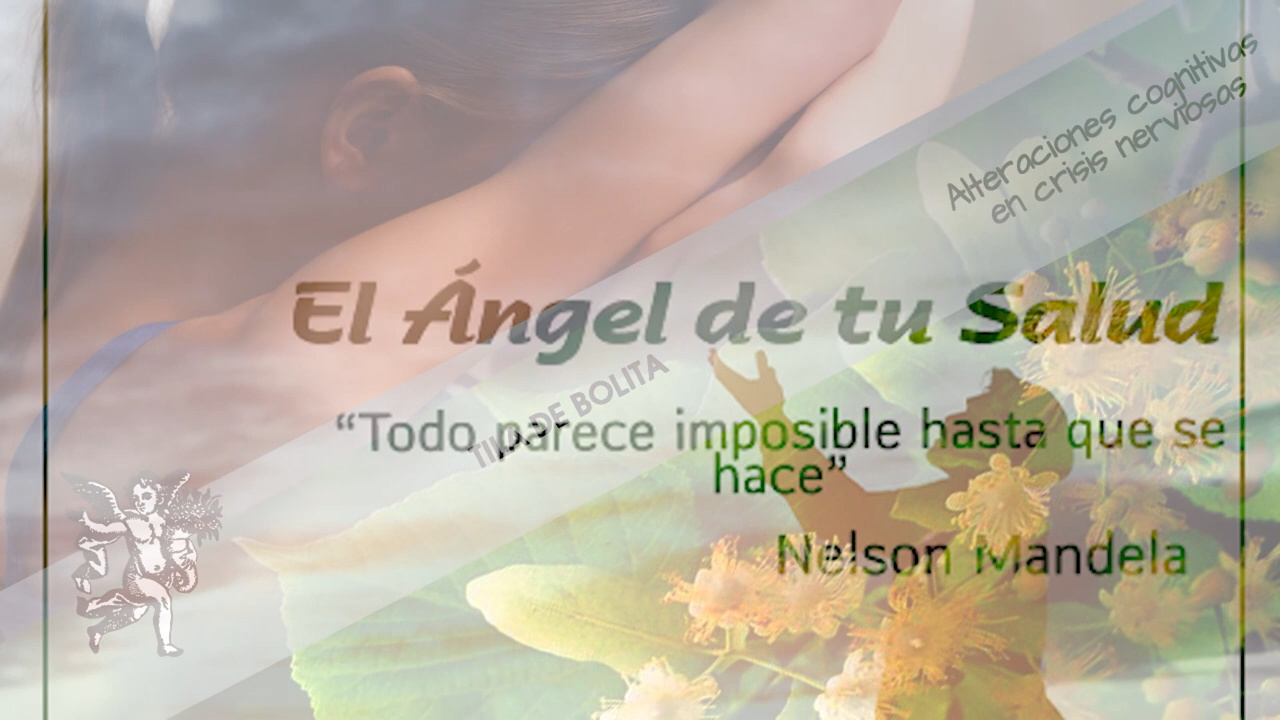 Alteraciones cognitivas
en crisis nerviosas
El Ángel de tu Salud
TILA DE BOLITA
“Todo parece imposible hasta que se
hace”
Nelson Mandela